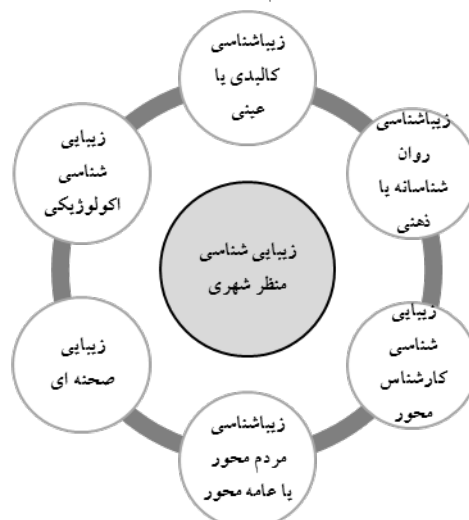 زیباشناسی
کالبدی یا
عینی
زیباشناسی
روان
شناسانه یا
ذهنی
زیبایی
شناسی
کارشناس
محور
زیباشناسی
مردم محور
یا عامه محور
زیبایی
صحنه ای
زیبایی
شناسی
اکولوژیکی
زیبایی شناسی
منظر شهری